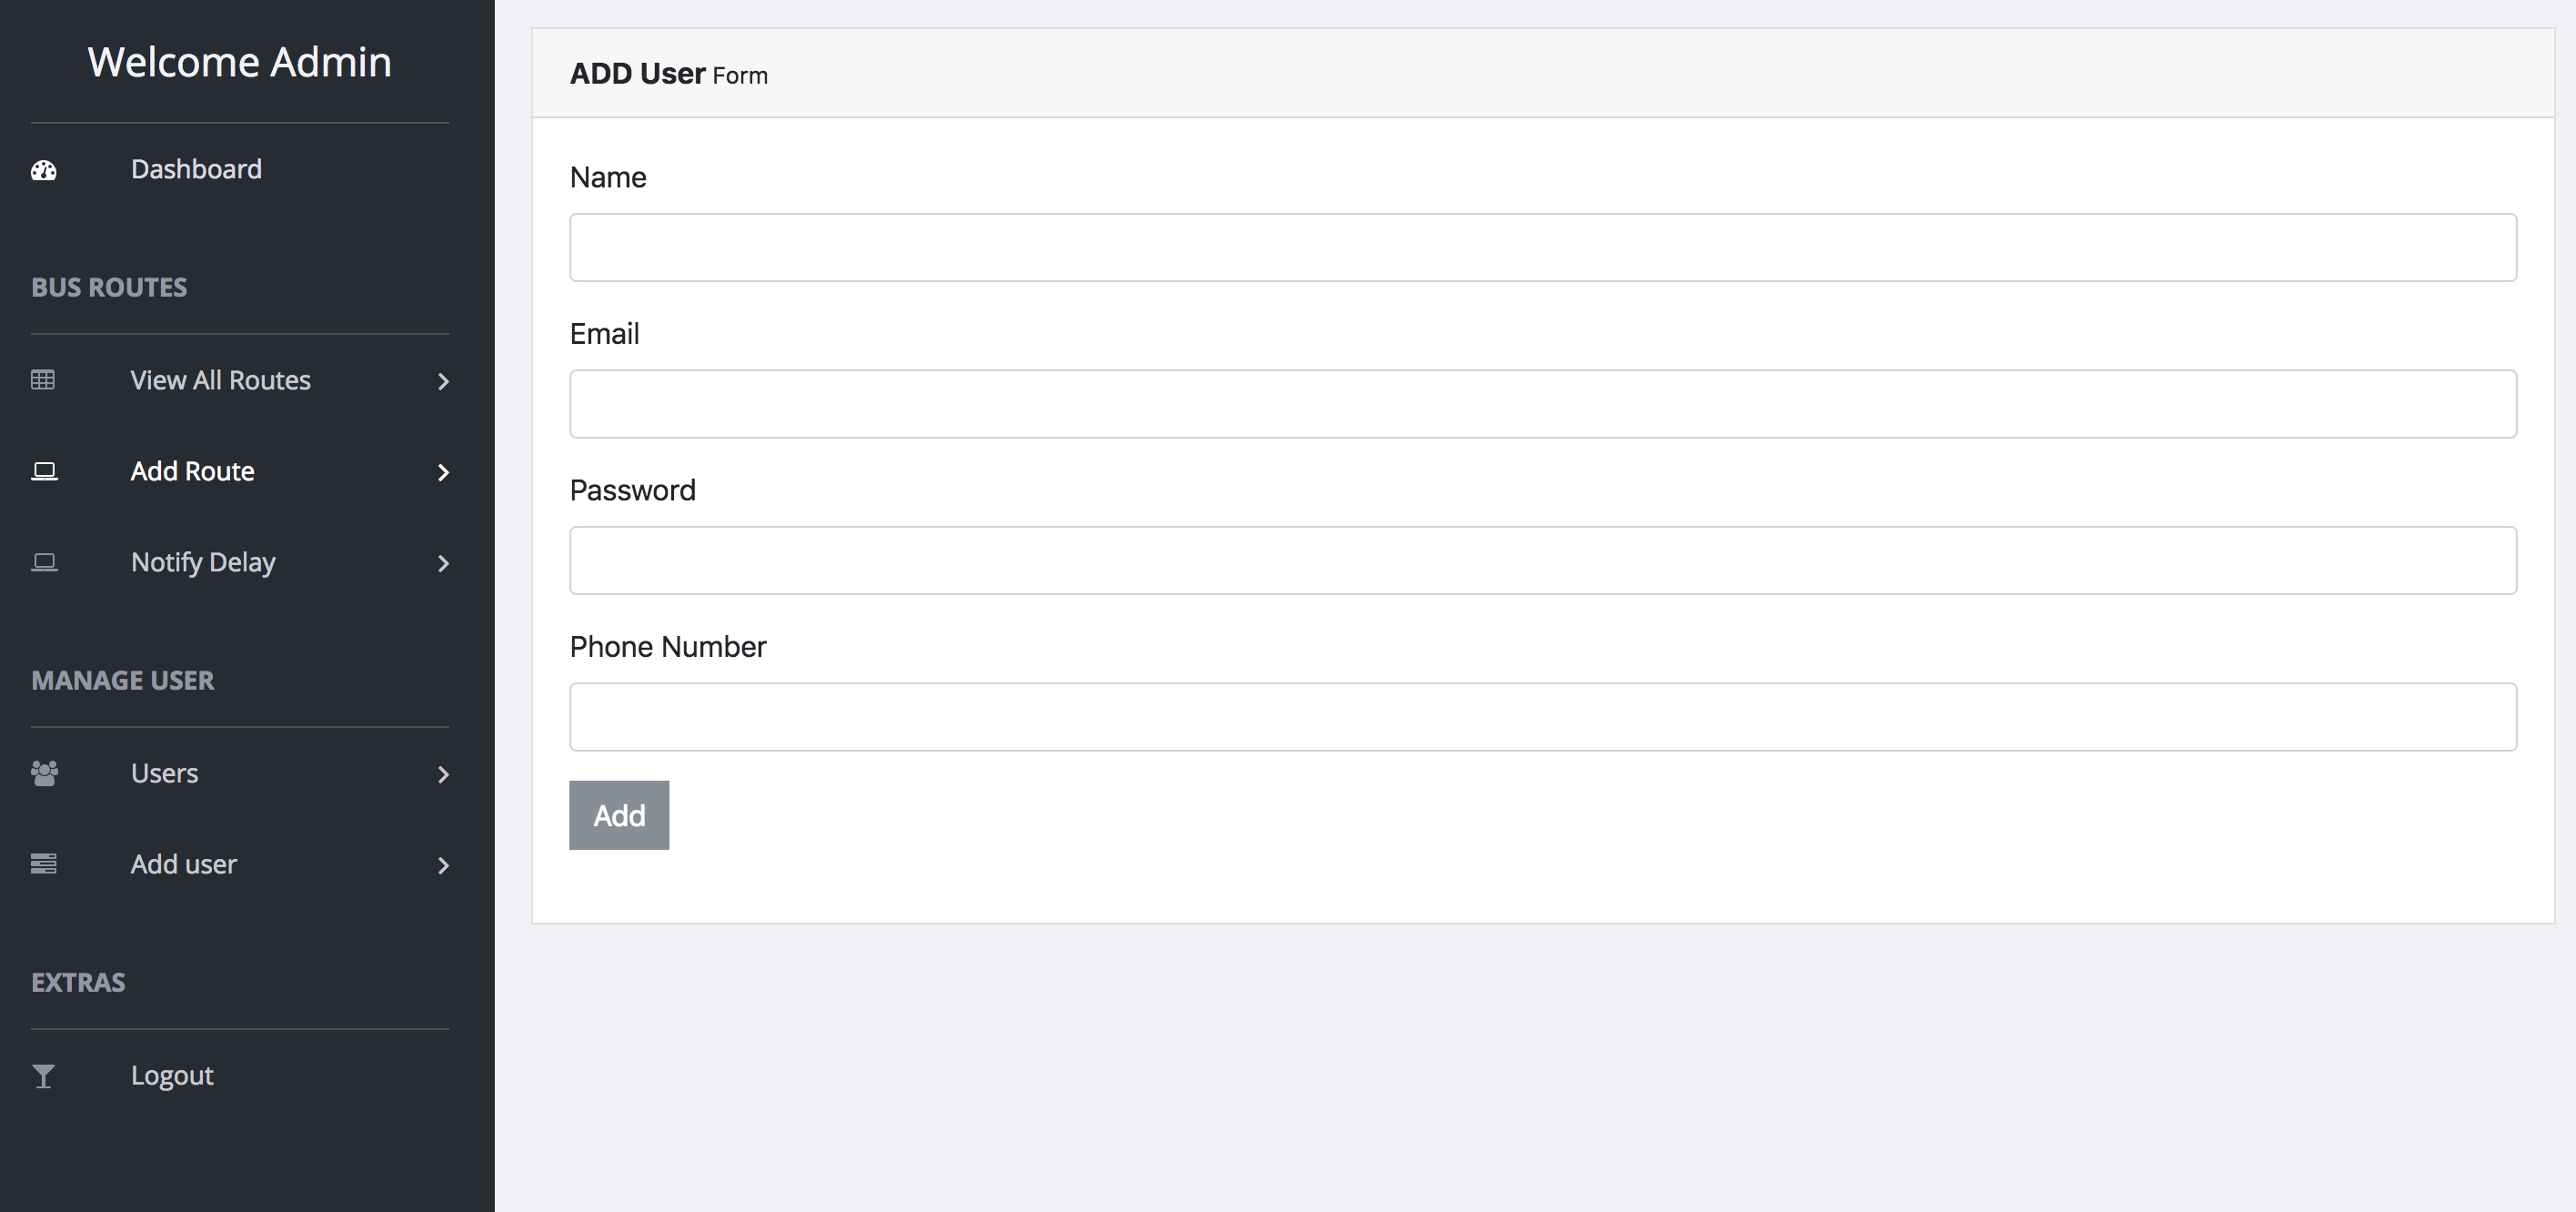 Welcome Admin
Dashboard
BUS ROUTES
View All Routes
Add Route
Notify Delay
MANAGE USER
Users
Add user
EXTRAS
Logout
ADD User Form
Name
Email
Password
Phone Number
Add